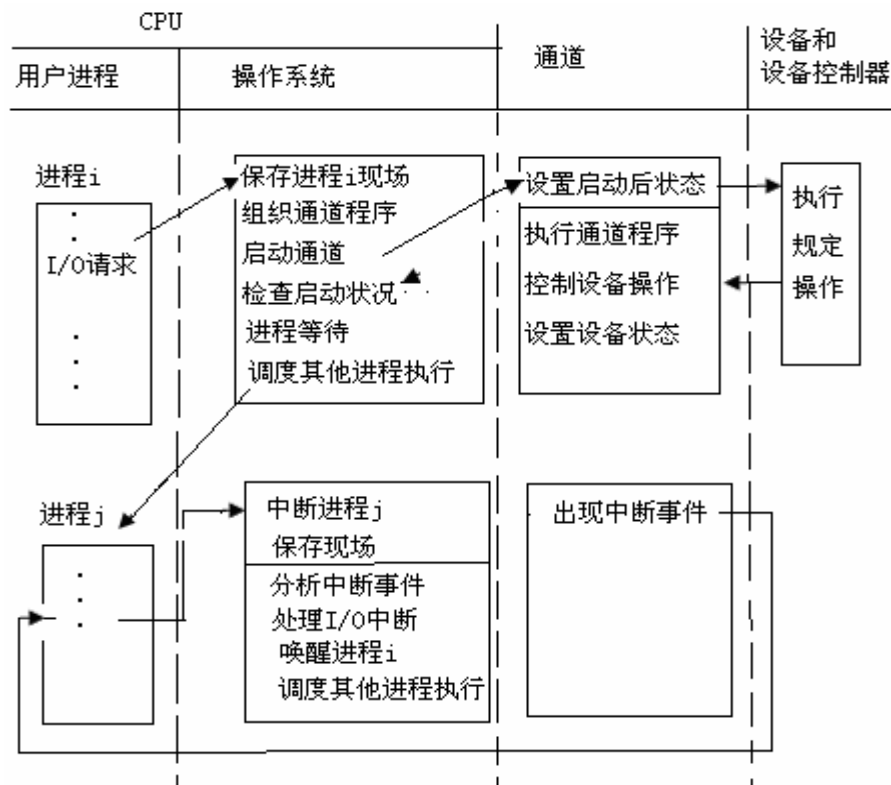 CPU
用户进程
操作系统
通道
设备和
设备控制器
进程i
I/O请求
保存进程i现场
组织通道程序
启动通道
检查启动状况
进程等待
调度其他进程执行
设置启动后状态
执行通道程序
控制设备操作
设置设备状态
执行
规定
操作
进程j
中断进程j
保存现场
分析中断事件
处理I/O中断
唤醒进程i
调度其他进程执行
出现中断事件